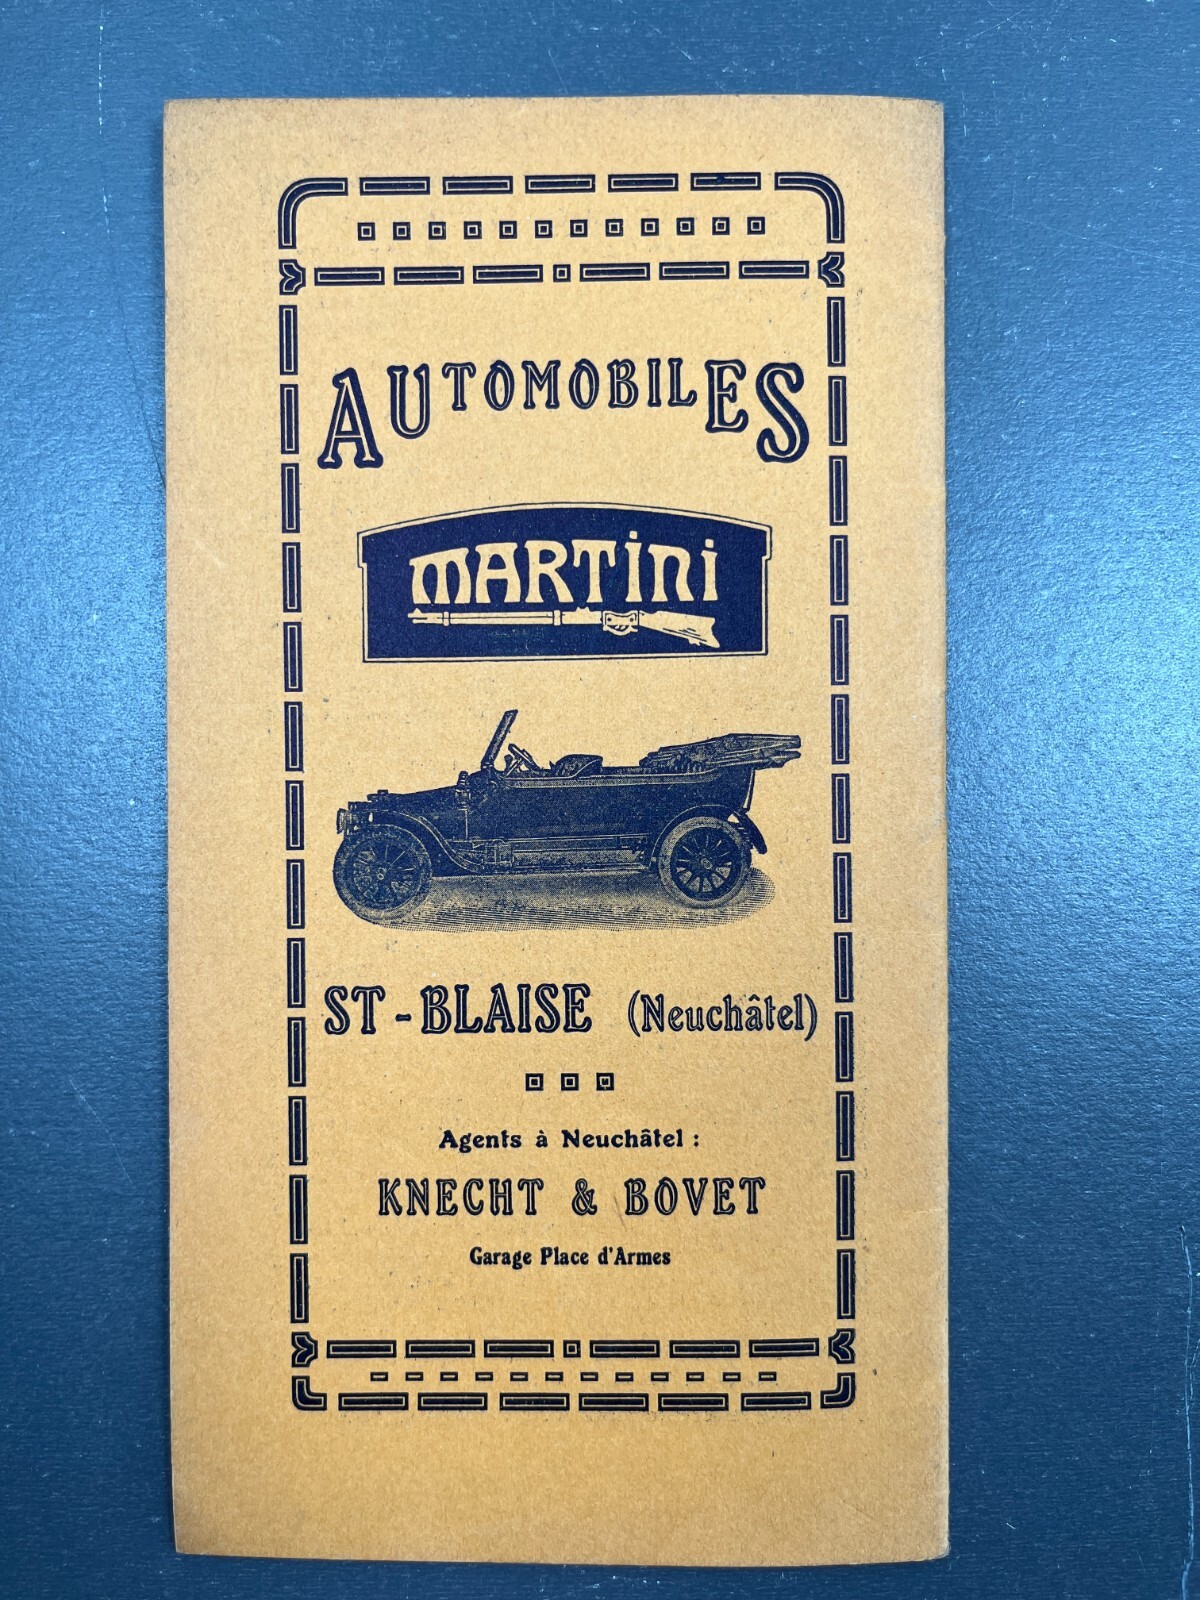 AUTOMOBILES
MARTiNi
ST-BLAISE (Neuchâtel)
Agents à Neuchâtel :
KNECHT & BOVET
Garage Place d'Armes